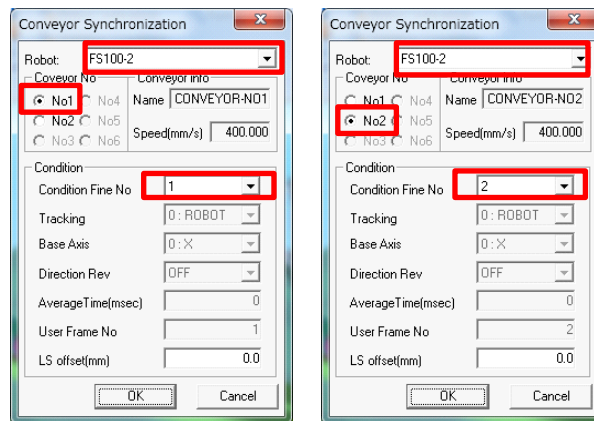 Conveyor Synchronization
Robot: FS100-2
Coveyor No
Conveyor Info
No1 No4
Name CONVEYOR-NO1
No2 No5
Speed(mm/s) 400.000
No3 No6
Condition
Condition Fine No 1
Tracking 0 : ROBOT
Base Axis 0 : X
Direction Rev OFF
AverageTime(msec) 0
User Frame No 1
LS offset(mm) 0.0
OK Cancel
Conveyor Synchronization
Robot: FS100-2
Coveyor No
Conveyor Info
No1 No4
Name CONVEYOR-NO2
No2 No5
Speed(mm/s) 400.000
No3 No6
Condition
Condition Fine No 2
Tracking 0 : ROBOT
Base Axis 0 : X
Direction Rev OFF
AverageTime(msec) 0
User Frame No 2
LS offset(mm) 0.0
OK Cancel